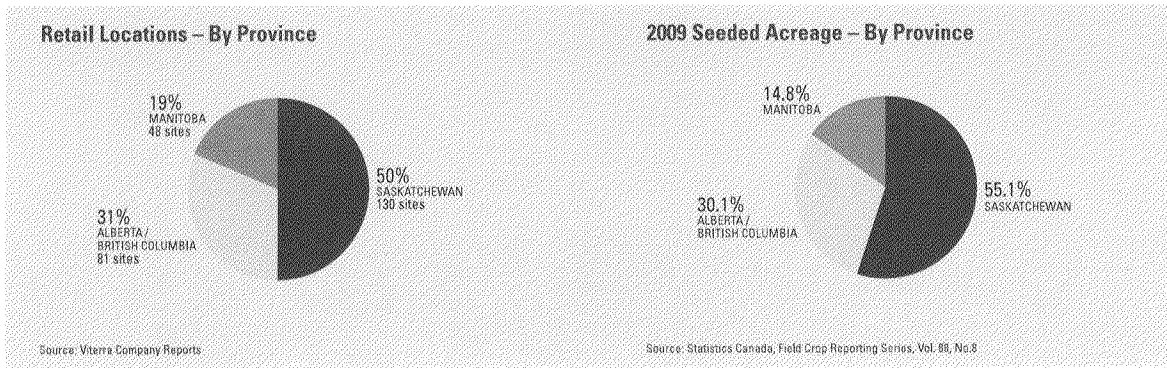 Retail Locations – By Province
19%
MANITOBA
48 sites
50%
SASKATCHEWAN
130 sites
31%
ALBERTA /
BRITISH COLUMBIA
81 sites
Source: Viterra Company Reports
2009 Seeded Acreage – By Province
14.8%
MANITOBA
55.1%
SASKATCHEWAN
30.1%
ALBERTA /
BRITISH COLUMBIA
Source: Statistics Canada, Field Crop Reporting Series, Vol. 88, No.8